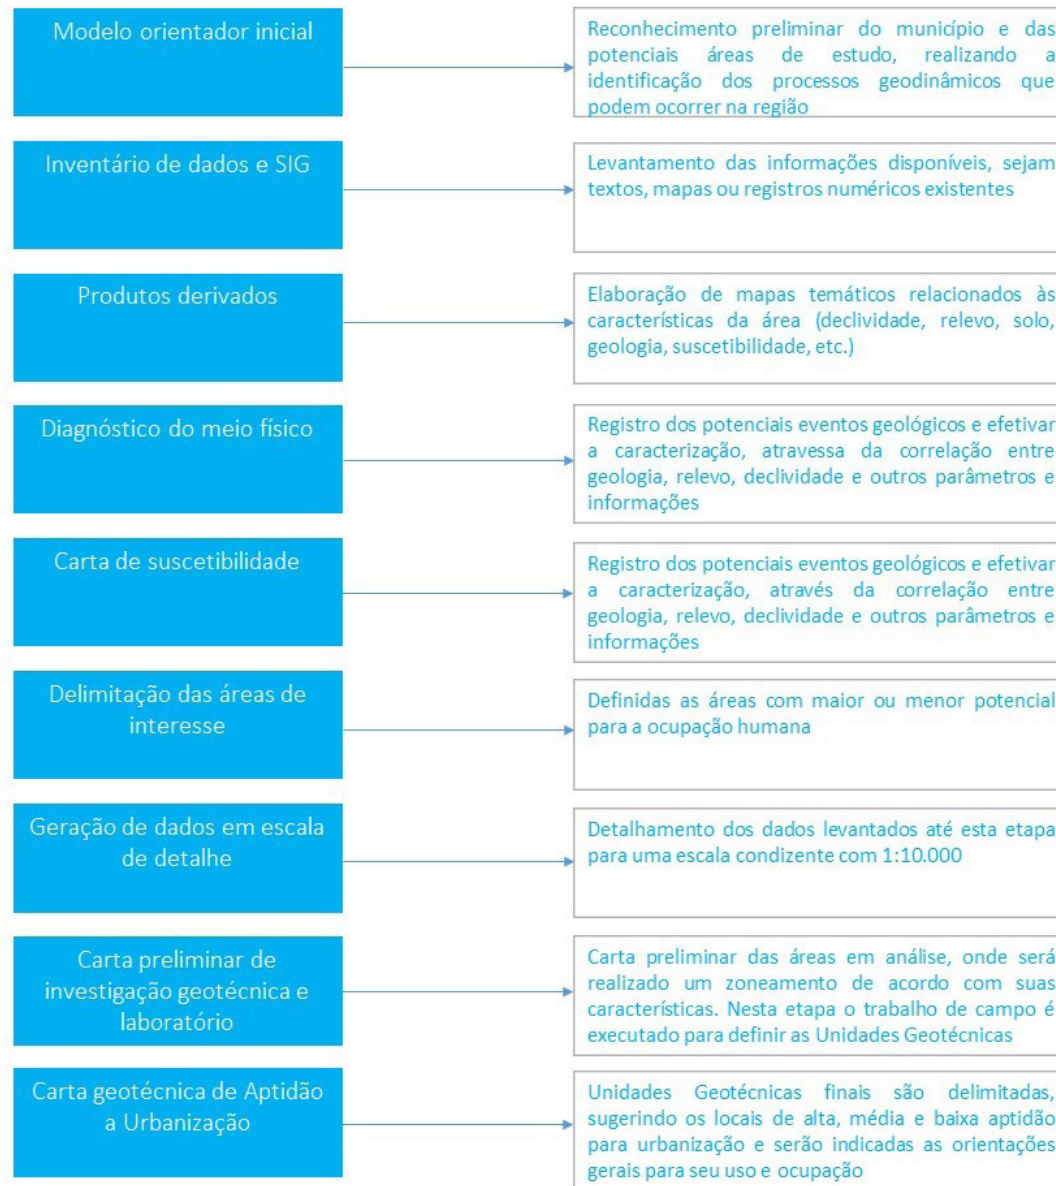 Modelo orientador inicial
Reconhecimento preliminar do município e das
potenciais áreas de estudo, realizando a
identificação dos processos geodinâmicos que
podem ocorrer na região
Inventário de dados e SIG
Levantamento das informações disponíveis, sejam
textos, mapas ou registros numéricos existentes
Produtos derivados
Elaboração de mapas temáticos relacionados às
características da área (declividade, relevo, solo,
geologia, suscetibilidade, etc.)
Diagnóstico do meio físico
Registro dos potenciais eventos geológicos e efetivar
a caracterização, atravessa da correlação entre
geologia, relevo, declividade e outros parâmetros e
informações
Carta de suscetibilidade
Registro dos potenciais eventos geológicos e efetivar
a caracterização, através da correlação entre
geologia, relevo, declividade e outros parâmetros e
informações
Delimitação das áreas de
interesse
Definidas as áreas com maior ou menor potencial
para a ocupação humana
Geração de dados em escala
de detalhe
Detalhamento dos dados levantados até esta etapa
para uma escala condizente com 1:10.000
Carta preliminar de
investigação geotécnica e
laboratório
Carta preliminar das áreas em análise, onde será
realizado um zoneamento de acordo com suas
características. Nesta etapa o trabalho de campo é
executado para definir as Unidades Geotécnicas
Carta geotécnica de Aptidão
a Urbanização
Unidades Geotécnicas finais são delimitadas,
sugerindo os locais de alta, média e baixa aptidão
para urbanização e serão indicadas as orientações
gerais para seu uso e ocupação